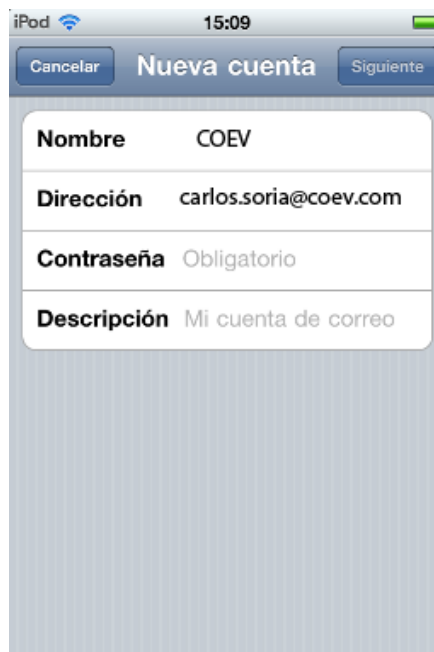 iPod 15:09
Cancelar Nueva cuenta Siguiente
Nombre COEV
Dirección carlos.soria@coev.com
Contraseña Obligatorio
Descripción Mi cuenta de correo